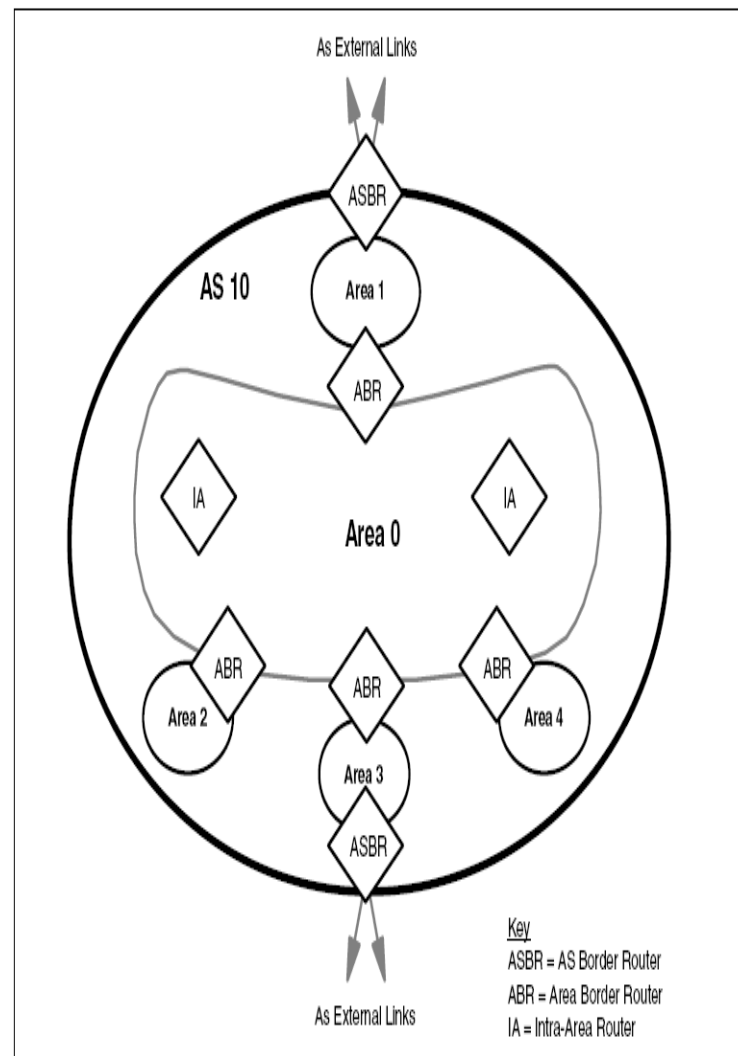 As External Links
ASBR
AS 10
Area 1
ABR
IA
IA
Area 0
ABR
ABR
ABR
Area 2
Area 4
Area 3
ASBR
As External Links
Key
ASBR = AS Border Router
ABR = Area Border Router
IA = Intra-Area Router